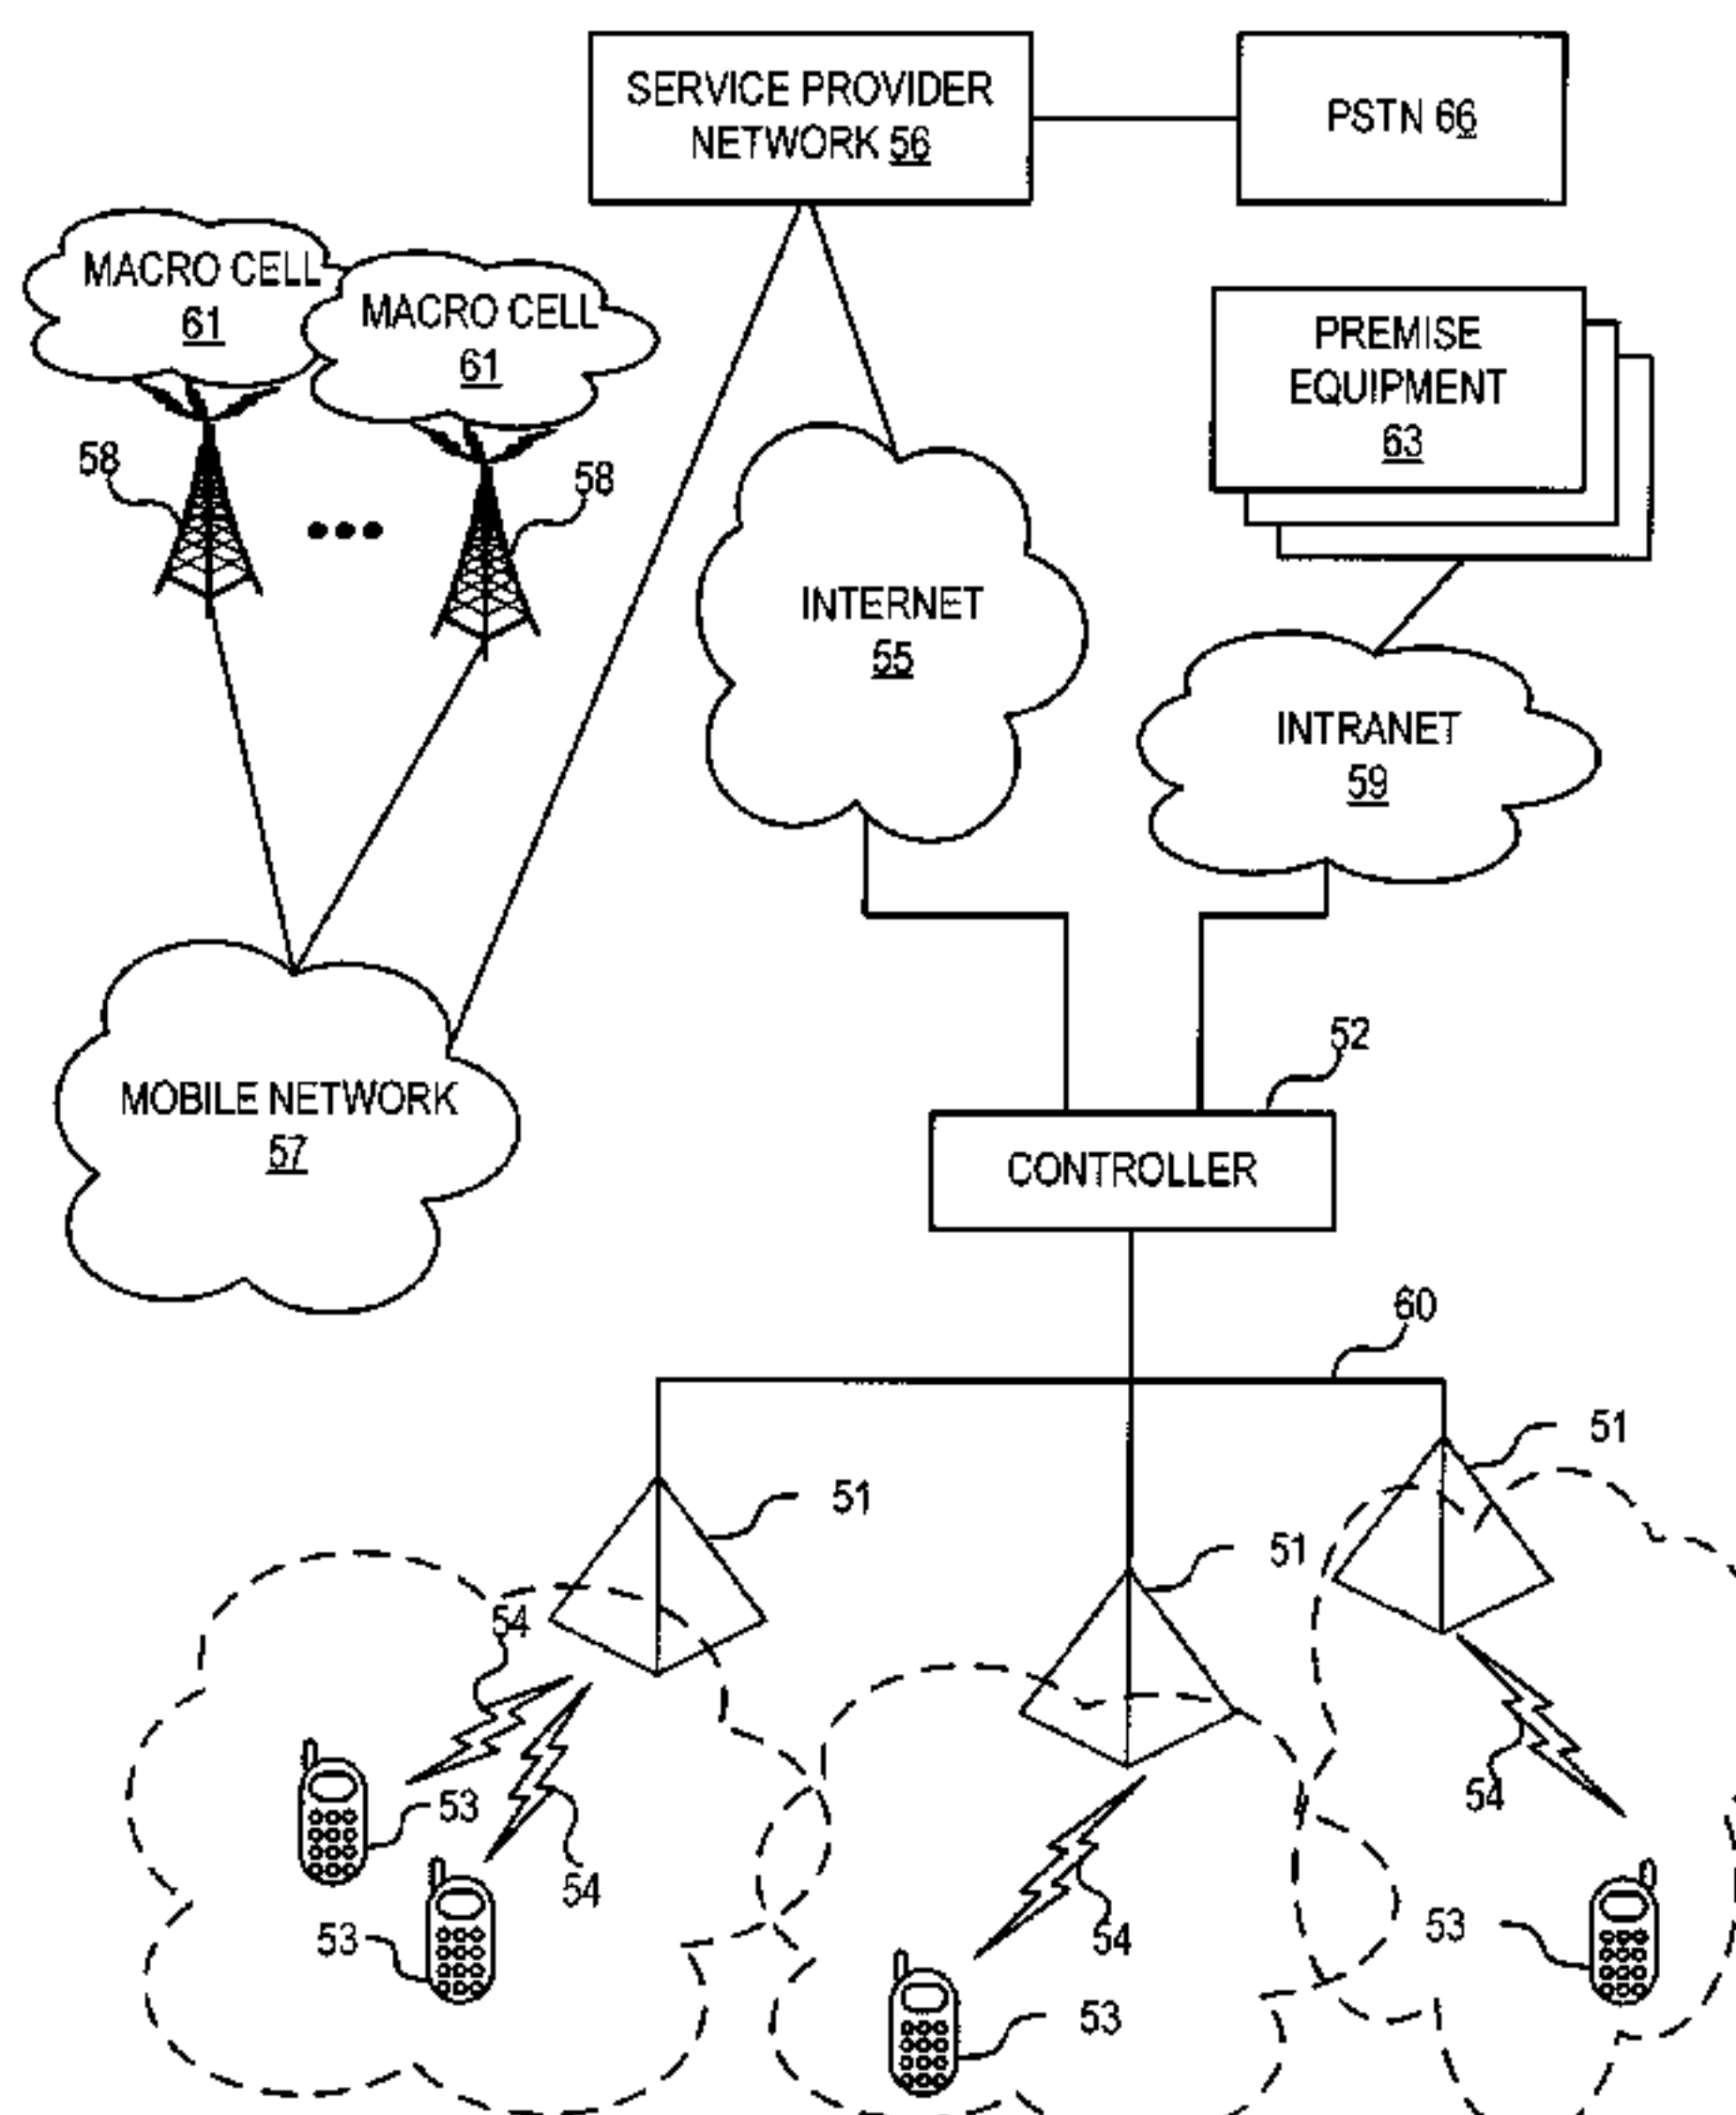 SERVICE PROVIDER
NETWORK 56
PSTN 66
MACRO CELL
61
MACRO CELL
61
PREMISE
EQUIPMENT
63
58
58
INTERNET
55
INTRANET
59
52
MOBILE NETWORK
57
CONTROLLER
60
51
51
51
54
54
53
54
53
54
53
53